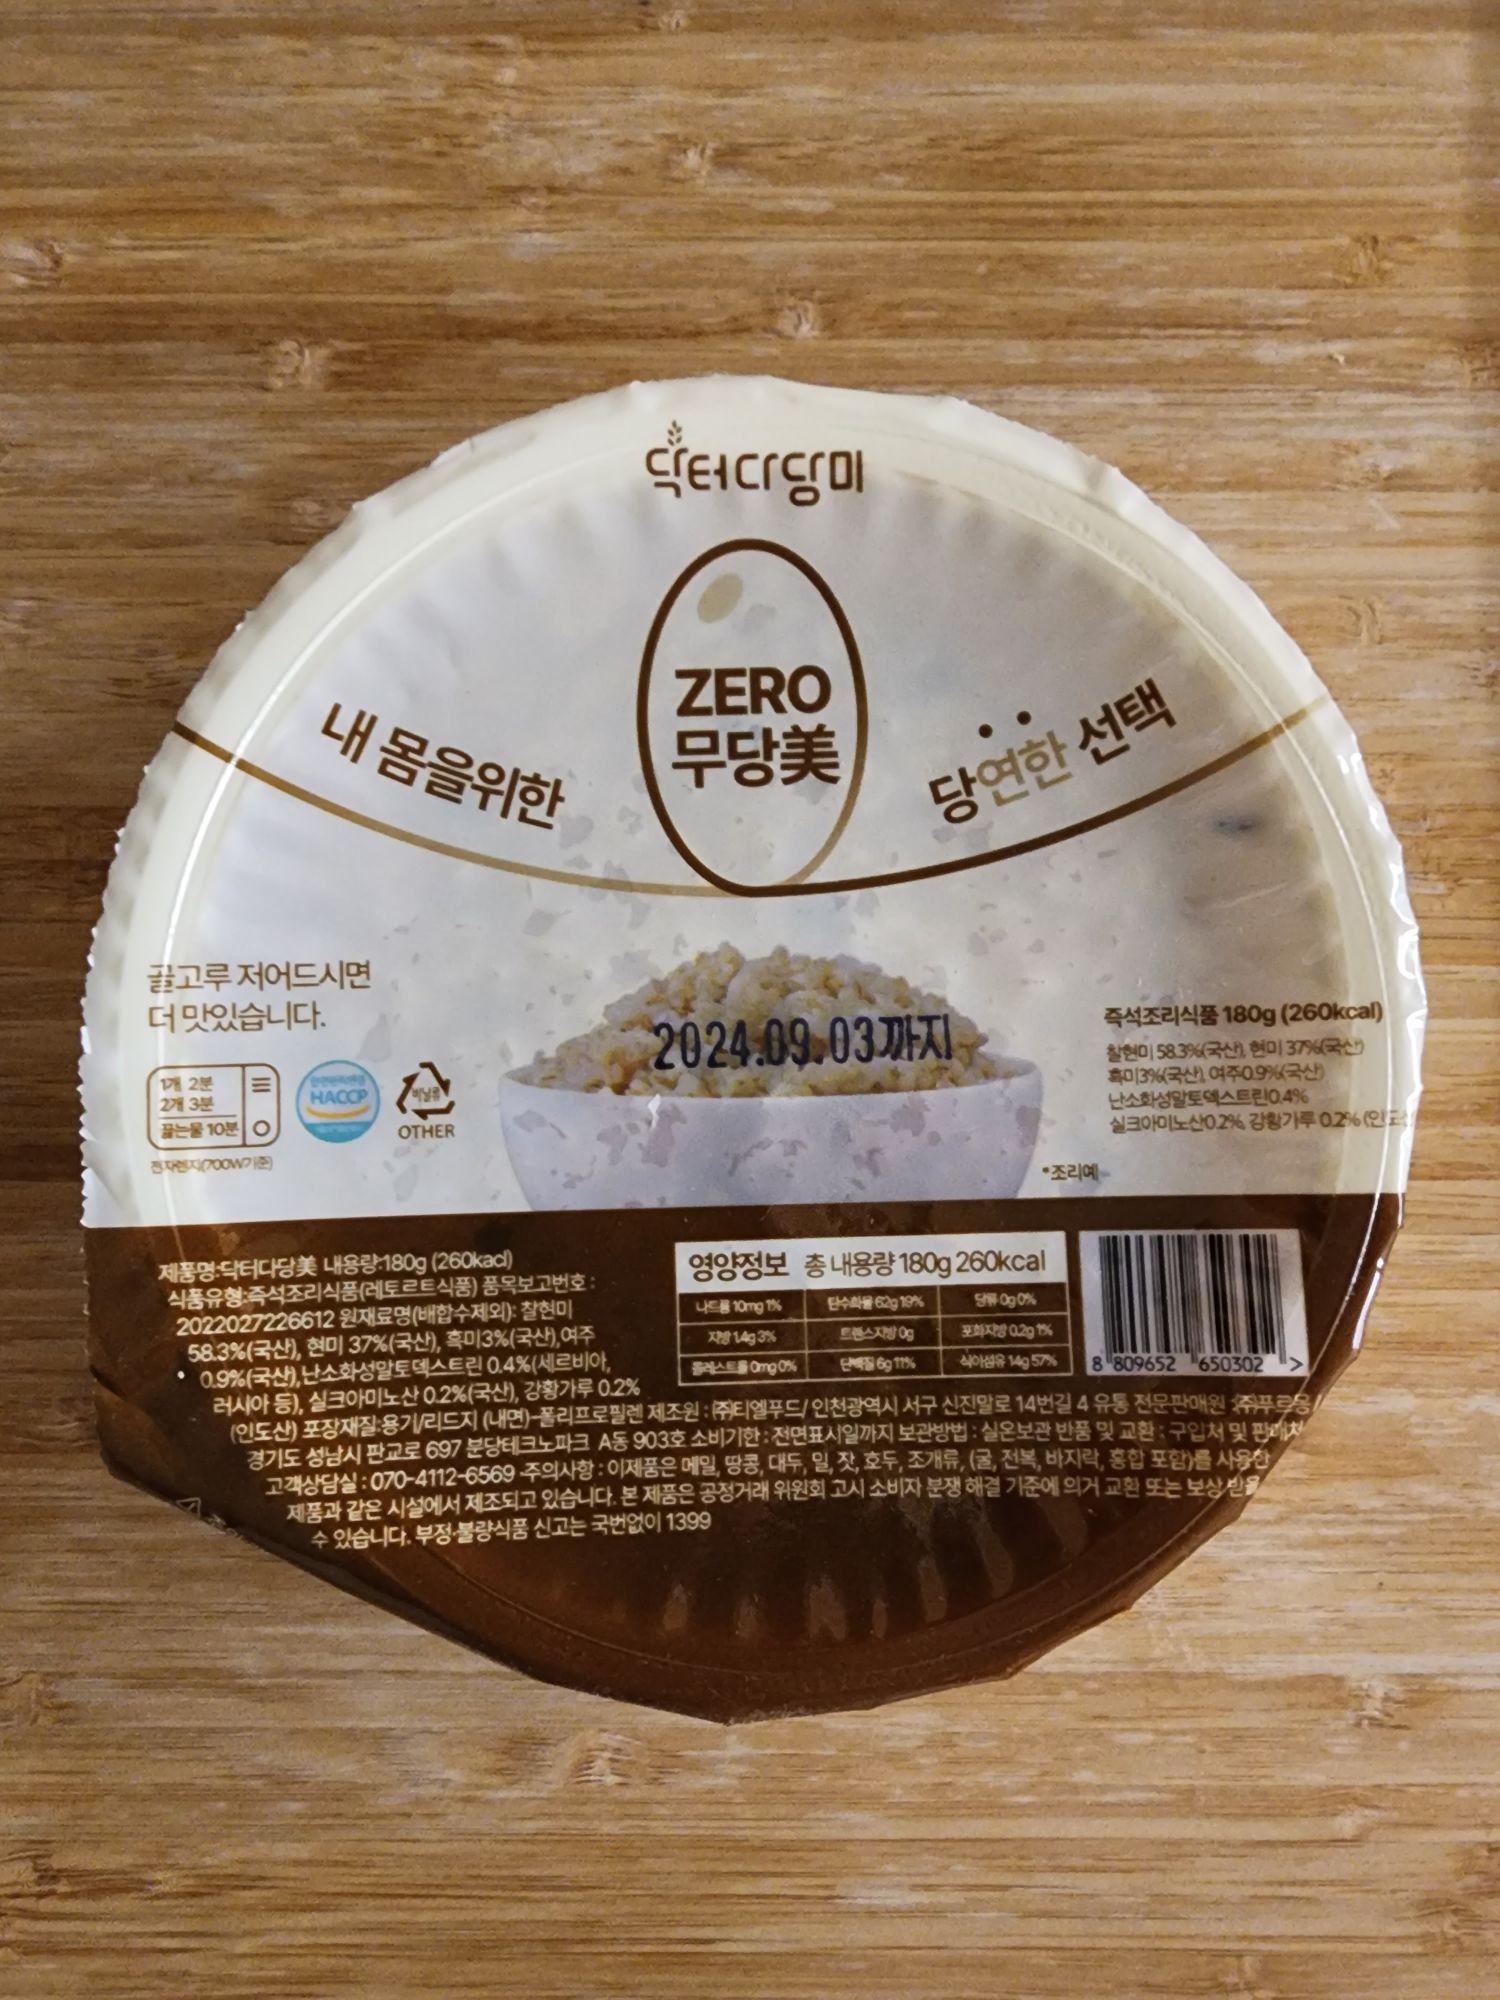 닥터다당미
ZERO
무당美
내 몸을위한
당연한 선택
골고루 저어드시면
더 맛있습니다.
1개 2분
2개 3분
끓는물 10분
전자렌지(700W기준)
HACCP
비닐류
OTHER
2024.09.03까지
즉석조리식품 180g (260kcal)
찰현미 58.3%(국산), 현미 37%(국산)
흑미3%(국산), 여주0.9%(국산)
난소화성말토덱스트린0.4%
실크아미노산0.2%, 강황가루 0.2% (인도산
*조리예
제품명:닥터다당美 내용량:180g (260kacl)
식품유형:즉석조리식품(레토르트식품) 품목보고번호 :
2022027226612 원재료명(배합수제외): 찰현미
58.3%(국산), 현미 37%(국산), 흑미3%(국산),여주
0.9%(국산),난소화성말토덱스트린 0.4%(세르비아,
러시아 등), 실크아미노산 0.2%(국산), 강황가루 0.2%
(인도산) 포장재질:용기/리드지 (내면)-폴리프로필렌 제조원 : ㈜티엘푸드/ 인천광역시 서구 신진말로 14번길 4 유통 전문판매원 : ㈜푸르웅/
경기도 성남시 판교로 697 분당테크노파크 A동 903호 소비기한 : 전면표시일까지 보관방법 : 실온보관 반품 및 교환 : 구입처 및 판매처
고객상담실 : 070-4112-6569 주의사항 : 이제품은 메밀, 땅콩, 대두, 밀, 잣, 호두, 조개류, (굴, 전복, 바지락, 홍합 포함)를 사용한
제품과 같은 시설에서 제조되고 있습니다. 본 제품은 공정거래 위원회 고시 소비자 분쟁 해결 기준에 의거 교환 또는 보상 받을
수 있습니다. 부정·불량식품 신고는 국번없이 1399
영양정보 총 내용량 180g 260kcal
나트륨 10mg 1% 탄수화물 62g 19% 당류 0g 0%
지방 1.4g 3% 트랜스지방 0g 포화지방 0.2g 1%
콜레스트롤 0mg 0% 단백질 6g 11% 식이섬유 14g 57%
8 809652 650302 >